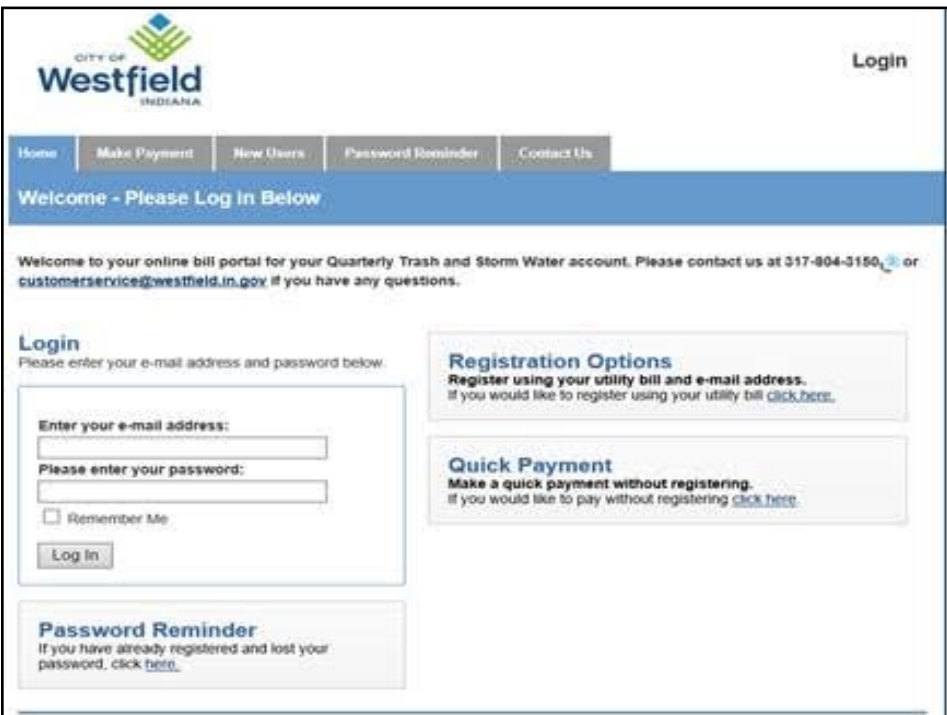 CITY OF
Westfield
INDIANA
Login
Home
Make Payment
New Users
Password Reminder
Contact Us
Welcome - Please Log In Below
Welcome to your online bill portal for your Quarterly Trash and Storm Water account. Please contact us at 317-804-3150 or
customerservice@westfield.in.gov if you have any questions.
Login
Please enter your e-mail address and password below.
Enter your e-mail address:
Please enter your password:
Remember Me
Log In
Password Reminder
If you have already registered and lost your
password, click here.
Registration Options
Register using your utility bill and e-mail address.
If you would like to register using your utility bill click here.
Quick Payment
Make a quick payment without registering.
If you would like to pay without registering click here.